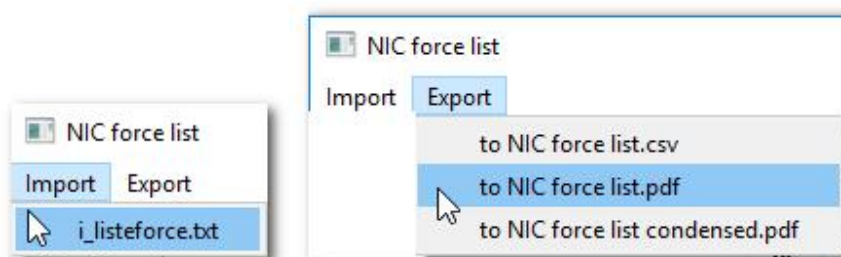 NIC force list
Import Export
i_listeforce.txt
NIC force list
Import Export
to NIC force list.csv
to NIC force list.pdf
to NIC force list condensed.pdf